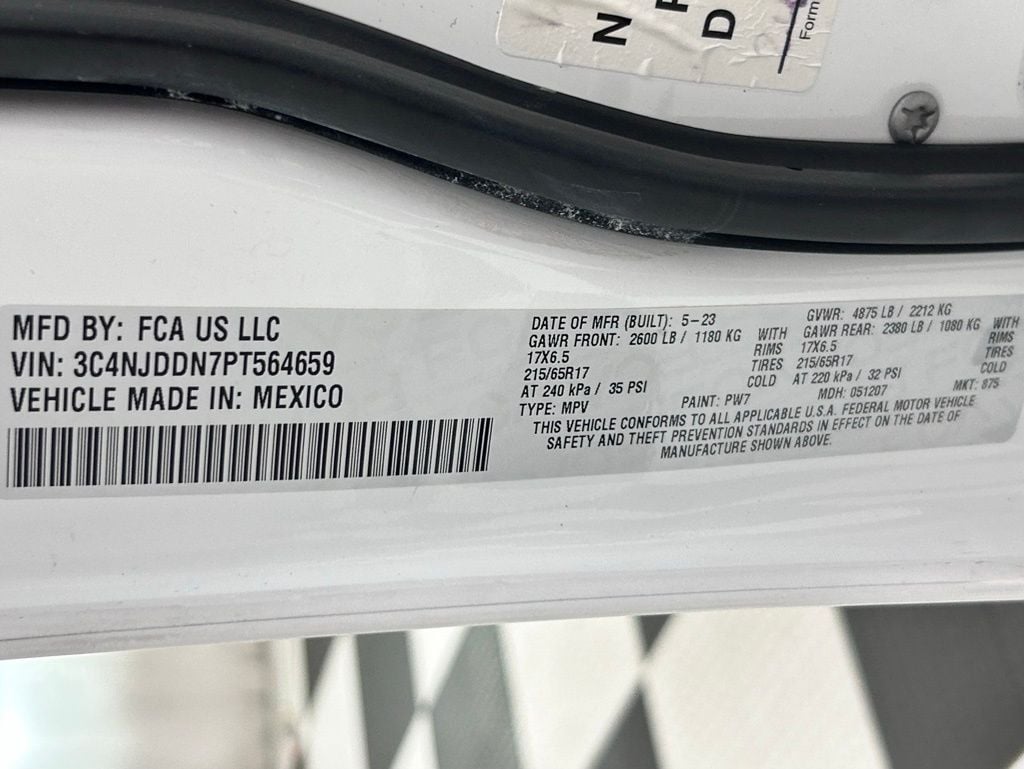 N
D
Form
MFD BY: FCA US LLC
VIN: 3C4NJDDN7PT564659
VEHICLE MADE IN: MEXICO
DATE OF MFR (BUILT): 5-23 GVWR: 4875 LB / 2212 KG
GAWR FRONT: 2600 LB / 1180 KG WITH GAWR REAR: 2380 LB / 1080 KG WITH
17X6.5 RIMS 17X6.5 RIMS
215/65R17 TIRES 215/65R17 TIRES
AT 240 kPa / 35 PSI COLD AT 220 kPa / 32 PSI COLD
TYPE: MPV PAINT: PW7 MDH: 051207 MKT: 875
THIS VEHICLE CONFORMS TO ALL APPLICABLE U.S.A. FEDERAL MOTOR VEHICLE
SAFETY AND THEFT PREVENTION STANDARDS IN EFFECT ON THE DATE OF
MANUFACTURE SHOWN ABOVE.